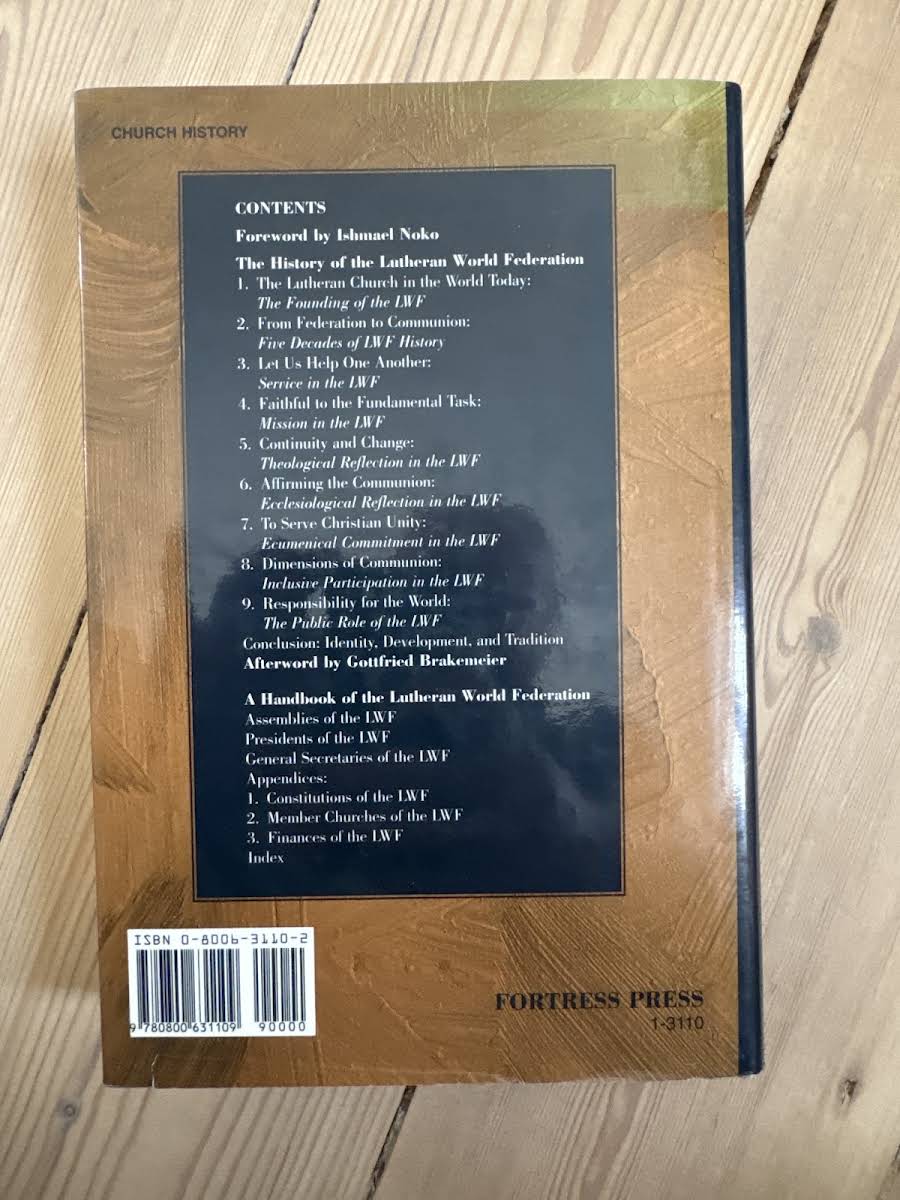 CHURCH HISTORY
CONTENTS
Foreword by Ishmael Noko
The History of the Lutheran World Federation
1. The Lutheran Church in the World Today:
The Founding of the LWF
2. From Federation to Communion:
Five Decades of LWF History
3. Let Us Help One Another:
Service in the LWF
4. Faithful to the Fundamental Task:
Mission in the LWF
5. Continuity and Change:
Theological Reflection in the LWF
6. Affirming the Communion:
Ecclesiological Reflection in the LWF
7. To Serve Christian Unity:
Ecumenical Commitment in the LWF
8. Dimensions of Communion:
Inclusive Participation in the LWF
9. Responsibility for the World:
The Public Role of the LWF
Conclusion: Identity, Development, and Tradition
Afterword by Gottfried Brakemeier
A Handbook of the Lutheran World Federation
Assemblies of the LWF
Presidents of the LWF
General Secretaries of the LWF
Appendices:
1. Constitutions of the LWF
2. Member Churches of the LWF
3. Finances of the LWF
Index
ISBN 0-8006-3110-2
9 780800 631109 90000
FORTRESS PRESS
1-3110